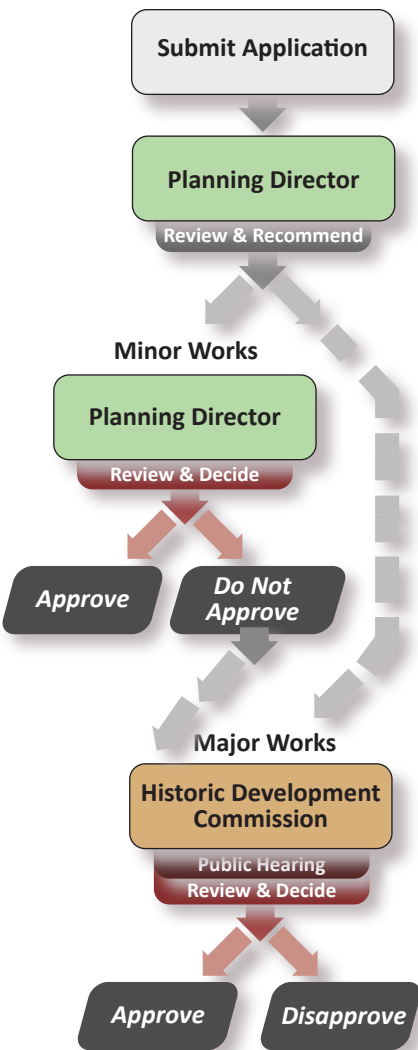 Submit Application
Planning Director
Review & Recommend
Minor Works
Planning Director
Review & Decide
Approve
Do Not
Approve
Major Works
Historic Development
Commission
Public Hearing
Review & Decide
Approve
Disapprove